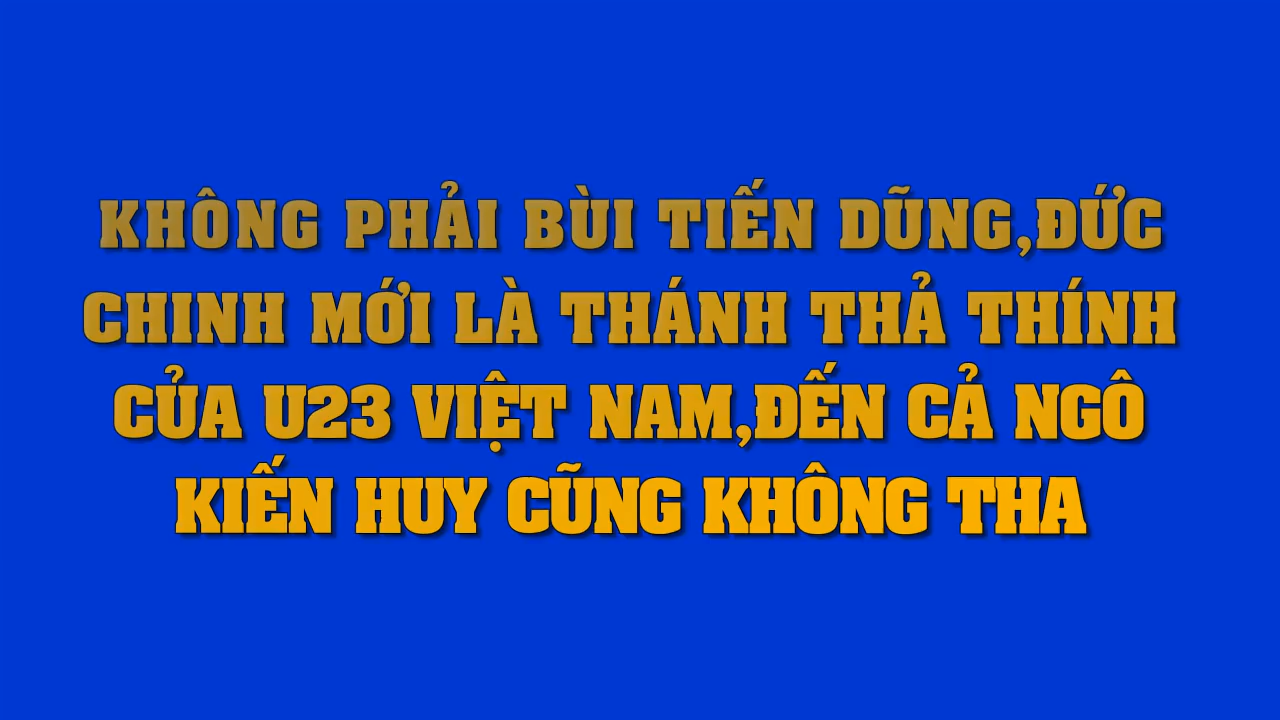 KHÔNG PHẢI BÙI TIẾN DŨNG,ĐỨC
CHINH MỚI LÀ THÁNH THẢ THÍNH
CỦA U23 VIỆT NAM,ĐẾN CẢ NGÔ
KIẾN HUY CŨNG KHÔNG THA